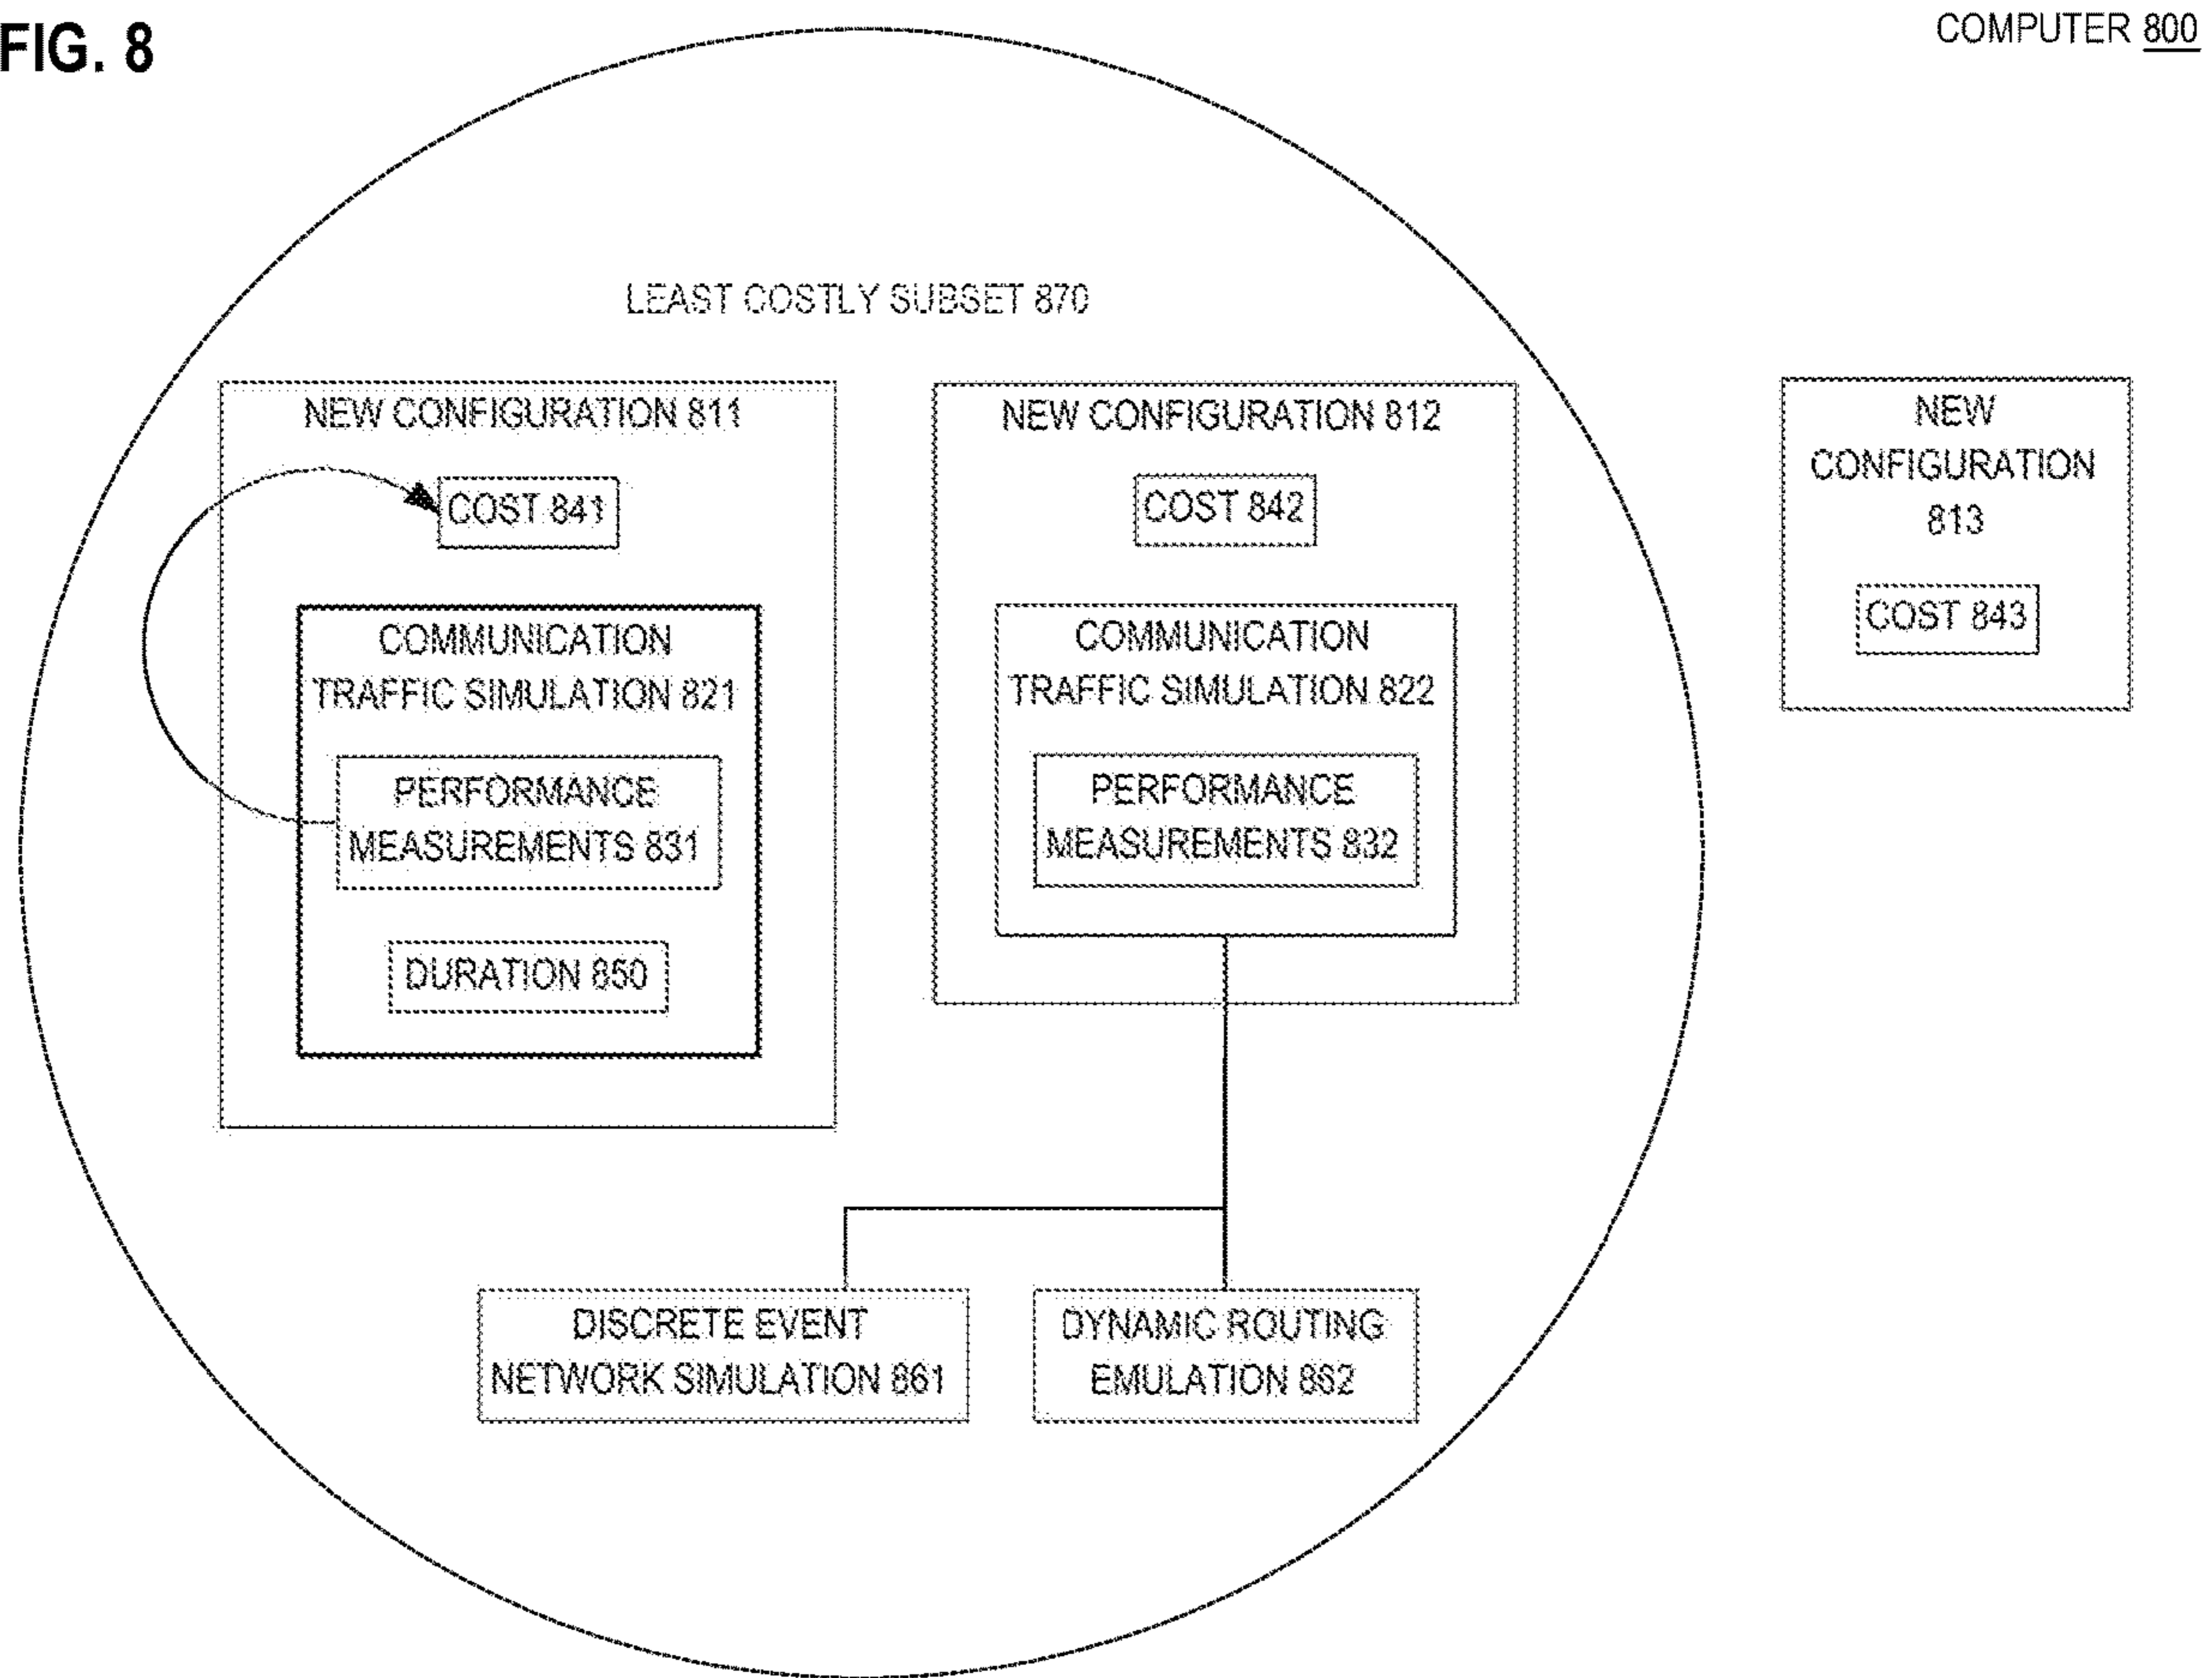 FIG. 8
COMPUTER 800
LEAST COSTLY SUBSET 870
NEW CONFIGURATION 811
COST 841
COMMUNICATION
TRAFFIC SIMULATION 821
PERFORMANCE
MEASUREMENTS 831
DURATION 850
NEW CONFIGURATION 812
COST 842
COMMUNICATION
TRAFFIC SIMULATION 822
PERFORMANCE
MEASUREMENTS 832
NEW
CONFIGURATION
813
COST 843
DISCRETE EVENT
NETWORK SIMULATION 861
DYNAMIC ROUTING
EMULATION 862